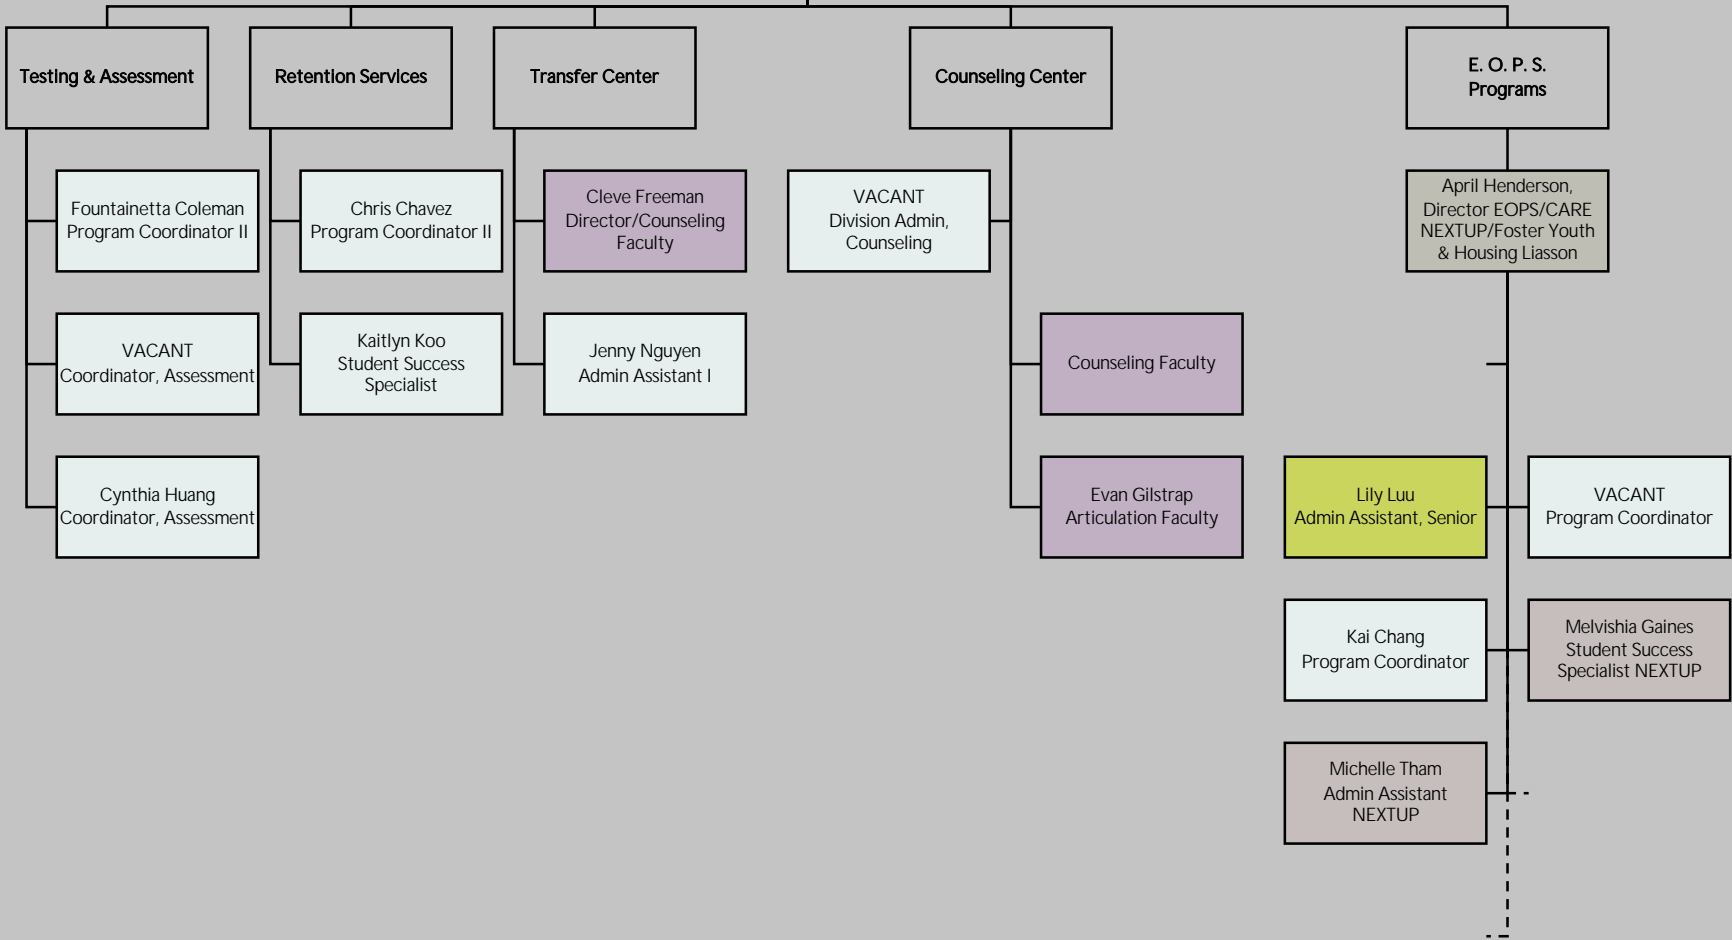 Testing & Assessment
Retention Services
Transfer Center
Counseling Center
E. O. P. S.
Programs
Fountainetta Coleman
Program Coordinator II
Chris Chavez
Program Coordinator II
Cleve Freeman
Director/Counseling
Faculty
VACANT
Division Admin,
Counseling
April Henderson,
Director EOPS/CARE
NEXTUP/Foster Youth
& Housing Liasson
VACANT
Coordinator, Assessment
Kaitlyn Koo
Student Success
Specialist
Jenny Nguyen
Admin Assistant I
Counseling Faculty
Cynthia Huang
Coordinator, Assessment
Evan Gilstrap
Articulation Faculty
Lily Luu
Admin Assistant, Senior
VACANT
Program Coordinator
Kai Chang
Program Coordinator
Melvishia Gaines
Student Success
Specialist NEXTUP
Michelle Tham
Admin Assistant
NEXTUP